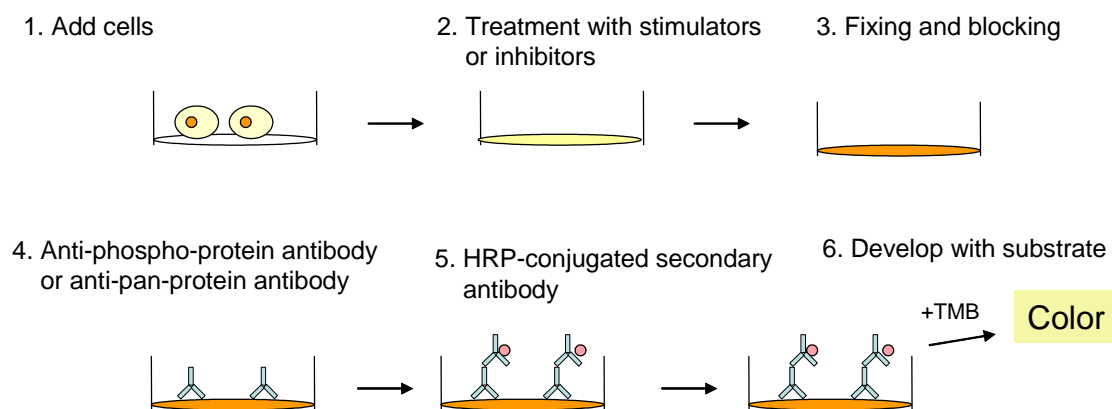 1. Add cells
2. Treatment with stimulators
or inhibitors
3. Fixing and blocking
4. Anti-phospho-protein antibody
or anti-pan-protein antibody
5. HRP-conjugated secondary
antibody
6. Develop with substrate
+TMB
Color